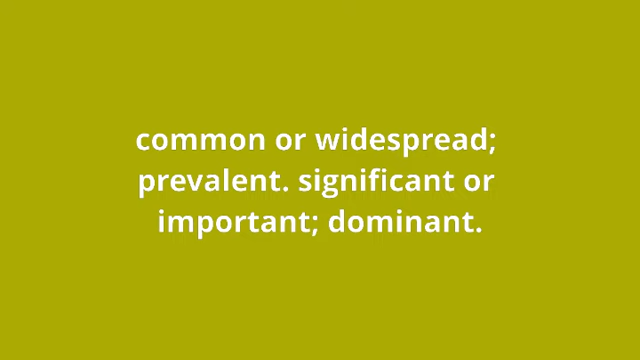 common or widespread;
prevalent. significant or
important; dominant.